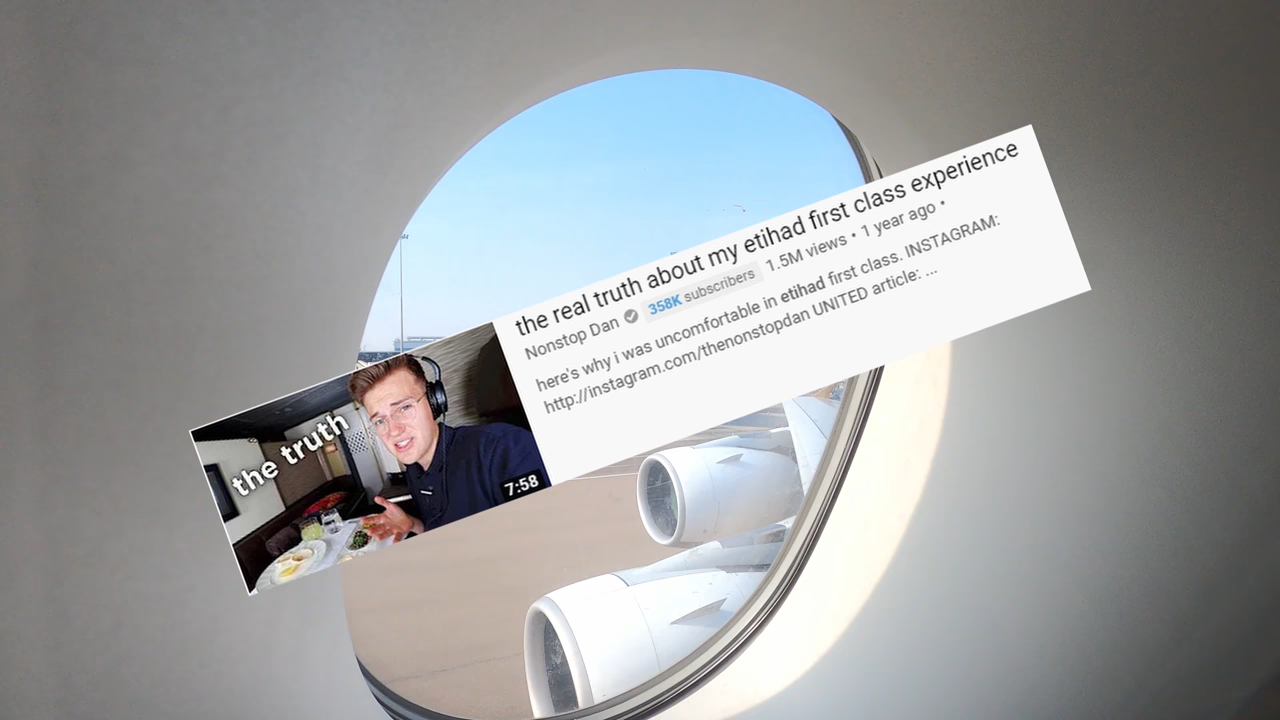 the real truth about my etihad first class experience
Nonstop Dan 358K subscribers 1.5M views • 1 year ago •
here's why i was uncomfortable in etihad first class. INSTAGRAM:
http://instagram.com/thenonstopdan UNITED article: ...
the truth
7:58